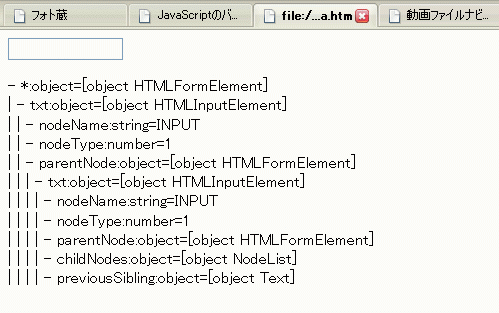 フォト蔵
JavaScriptのバ...
file:/...a.htm
動画ファイルナビ...
- *:object=[object HTMLFormElement]
| - txt:object=[object HTMLInputElement]
| | - nodeName:string=INPUT
| | - nodeType:number=1
| | - parentNode:object=[object HTMLFormElement]
| | | - txt:object=[object HTMLInputElement]
| | | | - nodeName:string=INPUT
| | | | - nodeType:number=1
| | | | - parentNode:object=[object HTMLFormElement]
| | | | - childNodes:object=[object NodeList]
| | | | - previousSibling:object=[object Text]